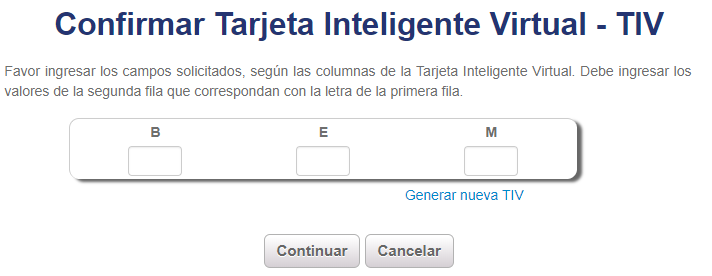 Confirmar Tarjeta Inteligente Virtual - TIV
Favor ingresar los campos solicitados, según las columnas de la Tarjeta Inteligente Virtual. Debe ingresar los
valores de la segunda fila que correspondan con la letra de la primera fila.
B E M
Generar nueva TIV
Continuar Cancelar